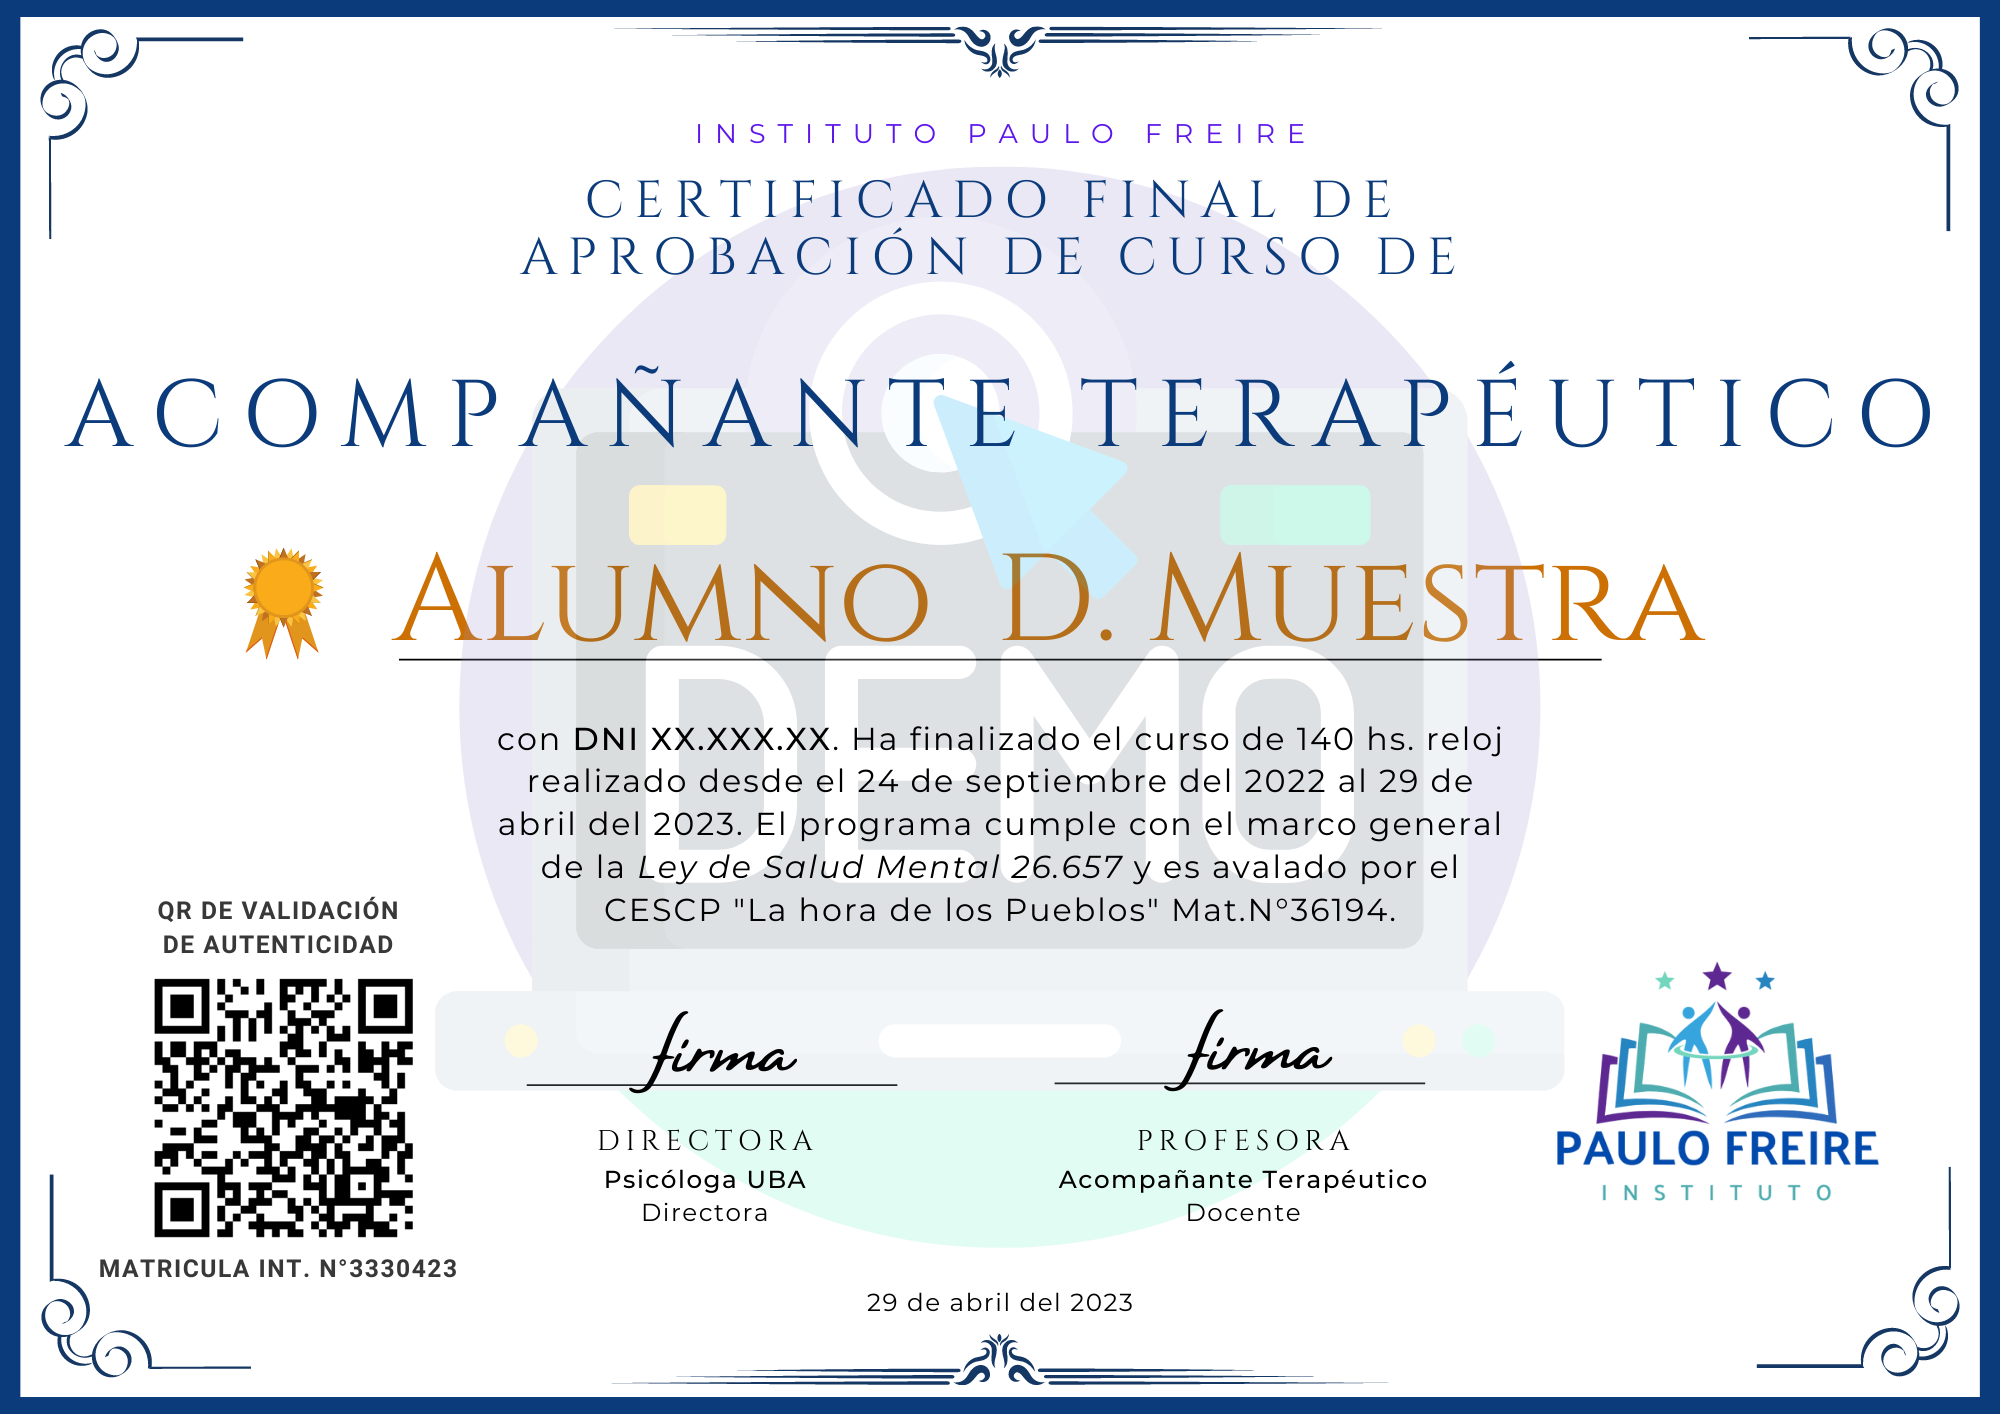 INSTITUTO PAULO FREIRE
CERTIFICADO FINAL DE
APROBACIÓN DE CURSO DE
ACOMPAÑANTE TERAPÉUTICO
ALUMNO D. MUESTRA
DEMO
con DNI XX.XXX.XX. Ha finalizado el curso de 140 hs. reloj
realizado desde el 24 de septiembre del 2022 al 29 de
abril del 2023. El programa cumple con el marco general
de la Ley de Salud Mental 26.657 y es avalado por el
CESCP "La hora de los Pueblos" Mat.N°36194.
QR DE VALIDACIÓN
DE AUTENTICIDAD
MATRICULA INT. N°3330423
firma
DIRECTORA
Psicóloga UBA
Directora
firma
PROFESORA
Acompañante Terapéutico
Docente
PAULO FREIRE
INSTITUTO
29 de abril del 2023